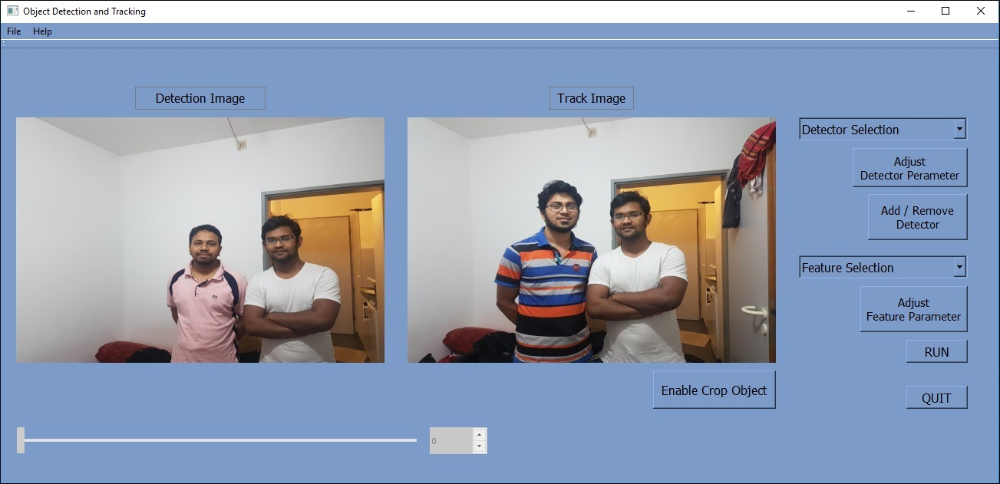 Object Detection and Tracking
File Help
Detection Image
Track Image
Detector Selection
Adjust
Detector Perameter
Add / Remove
Detector
Feature Selection
Adjust
Feature Parameter
RUN
Enable Crop Object
QUIT
0